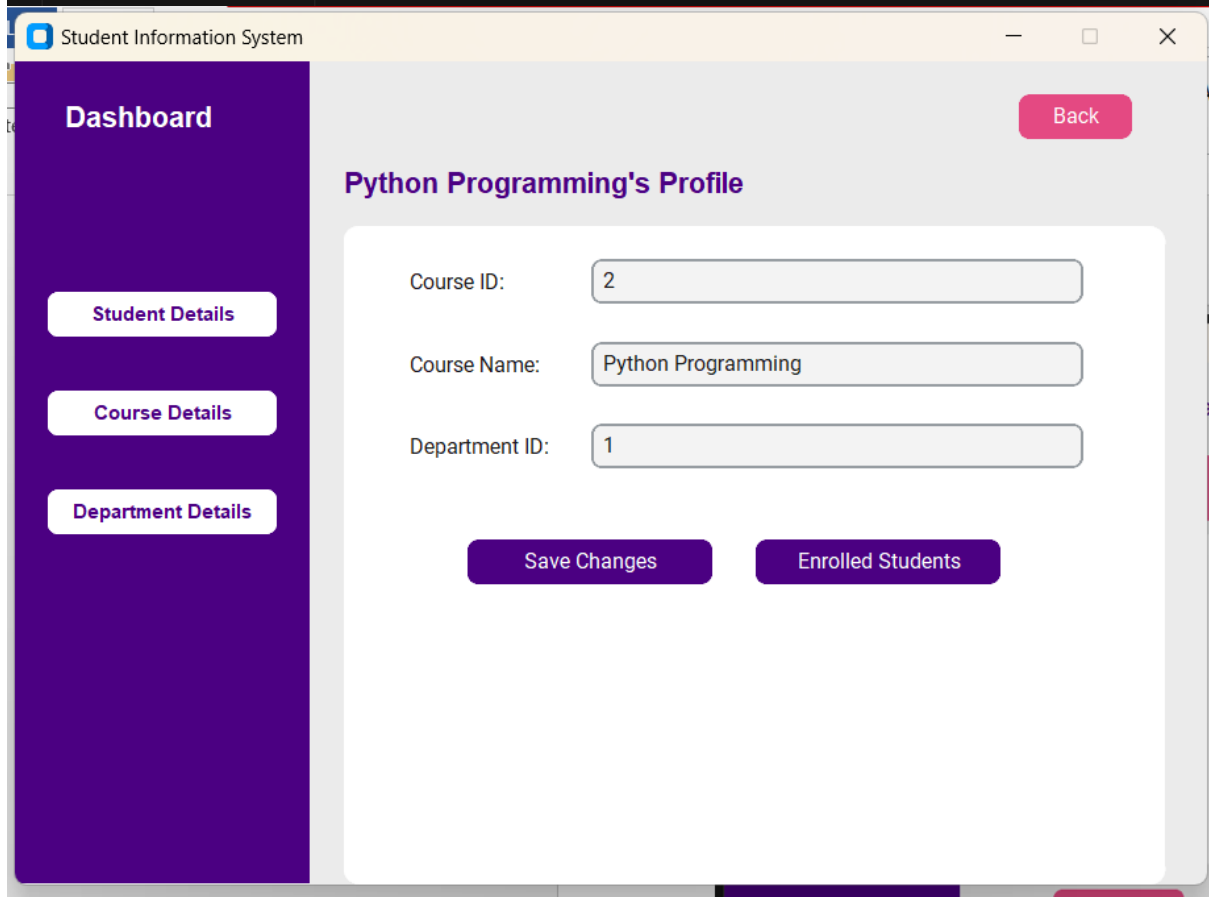 Student Information System
Dashboard
Back
Python Programming's Profile
Course ID: 2
Student Details
Course Name: Python Programming
Course Details
Department ID: 1
Department Details
Save Changes Enrolled Students